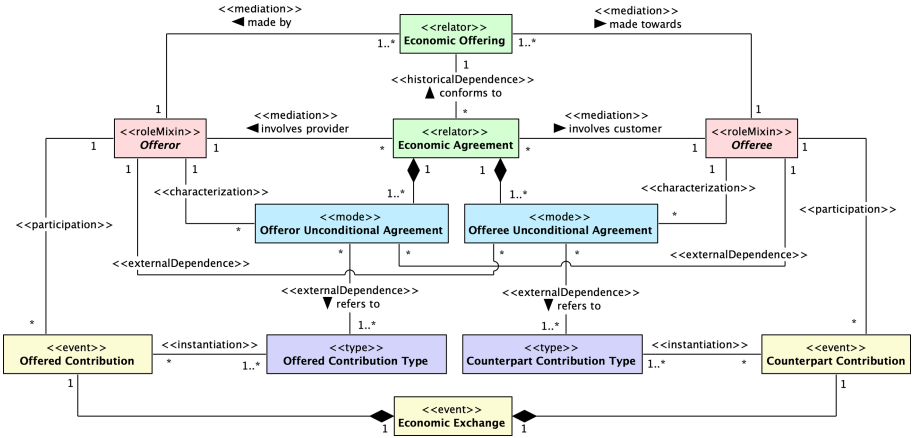 <<mediation>>
◄ made by
<<relator>>
Economic Offering
<<mediation>>
► made towards
1..*
1..*
1
<<historicalDependence>>
▲ conforms to
1
1
*
<<mediation>>
◄ involves provider
<<mediation>>
► involves customer
<<roleMixin>>
Offeror
<<relator>>
Economic Agreement
<<roleMixin>>
Offeree
1
1
*
*
1
1
1
1
1
1
1
1
<<characterization>>
<<characterization>>
1..*
1..*
<<participation>>
<<participation>>
<<mode>>
Offeror Unconditional Agreement
<<mode>>
Offeree Unconditional Agreement
*
*
*
*
*
*
<<externalDependence>>
<<externalDependence>>
<<externalDependence>>
▼ refers to
<<externalDependence>>
▼ refers to
*
1..*
1..*
*
<<event>>
Offered Contribution
<<instantiation>>
*
1..*
<<type>>
Offered Contribution Type
<<type>>
Counterpart Contribution Type
<<instantiation>>
1..*
*
<<event>>
Counterpart Contribution
1
1
<<event>>
Economic Exchange
1
1